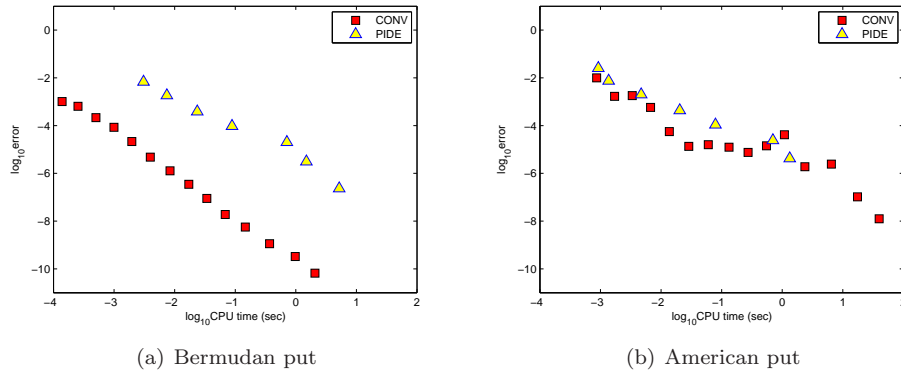 0
−2
−4
−6
−8
−10
log10error
−4 −3 −2 −1 0 1 2
log10CPU time (sec)
CONV
PIDE
(a) Bermudan put
0
−2
−4
−6
−8
−10
log10error
−4 −3 −2 −1 0 1 2
log10CPU time (sec)
CONV
PIDE
(b) American put